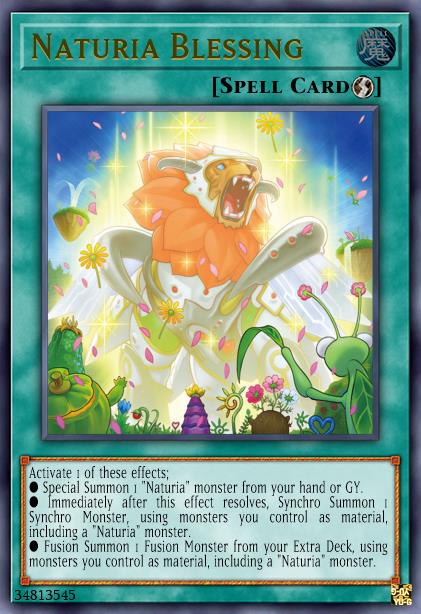 NATURIA BLESSING
[SPELL CARD]
Activate 1 of these effects;
● Special Summon 1 "Naturia" monster from your hand or GY.
● Immediately after this effect resolves, Synchro Summon 1
Synchro Monster, using monsters you control as material,
including a "Naturia" monster.
● Fusion Summon 1 Fusion Monster from your Extra Deck, using
monsters you control as material, including a "Naturia" monster.
34813545